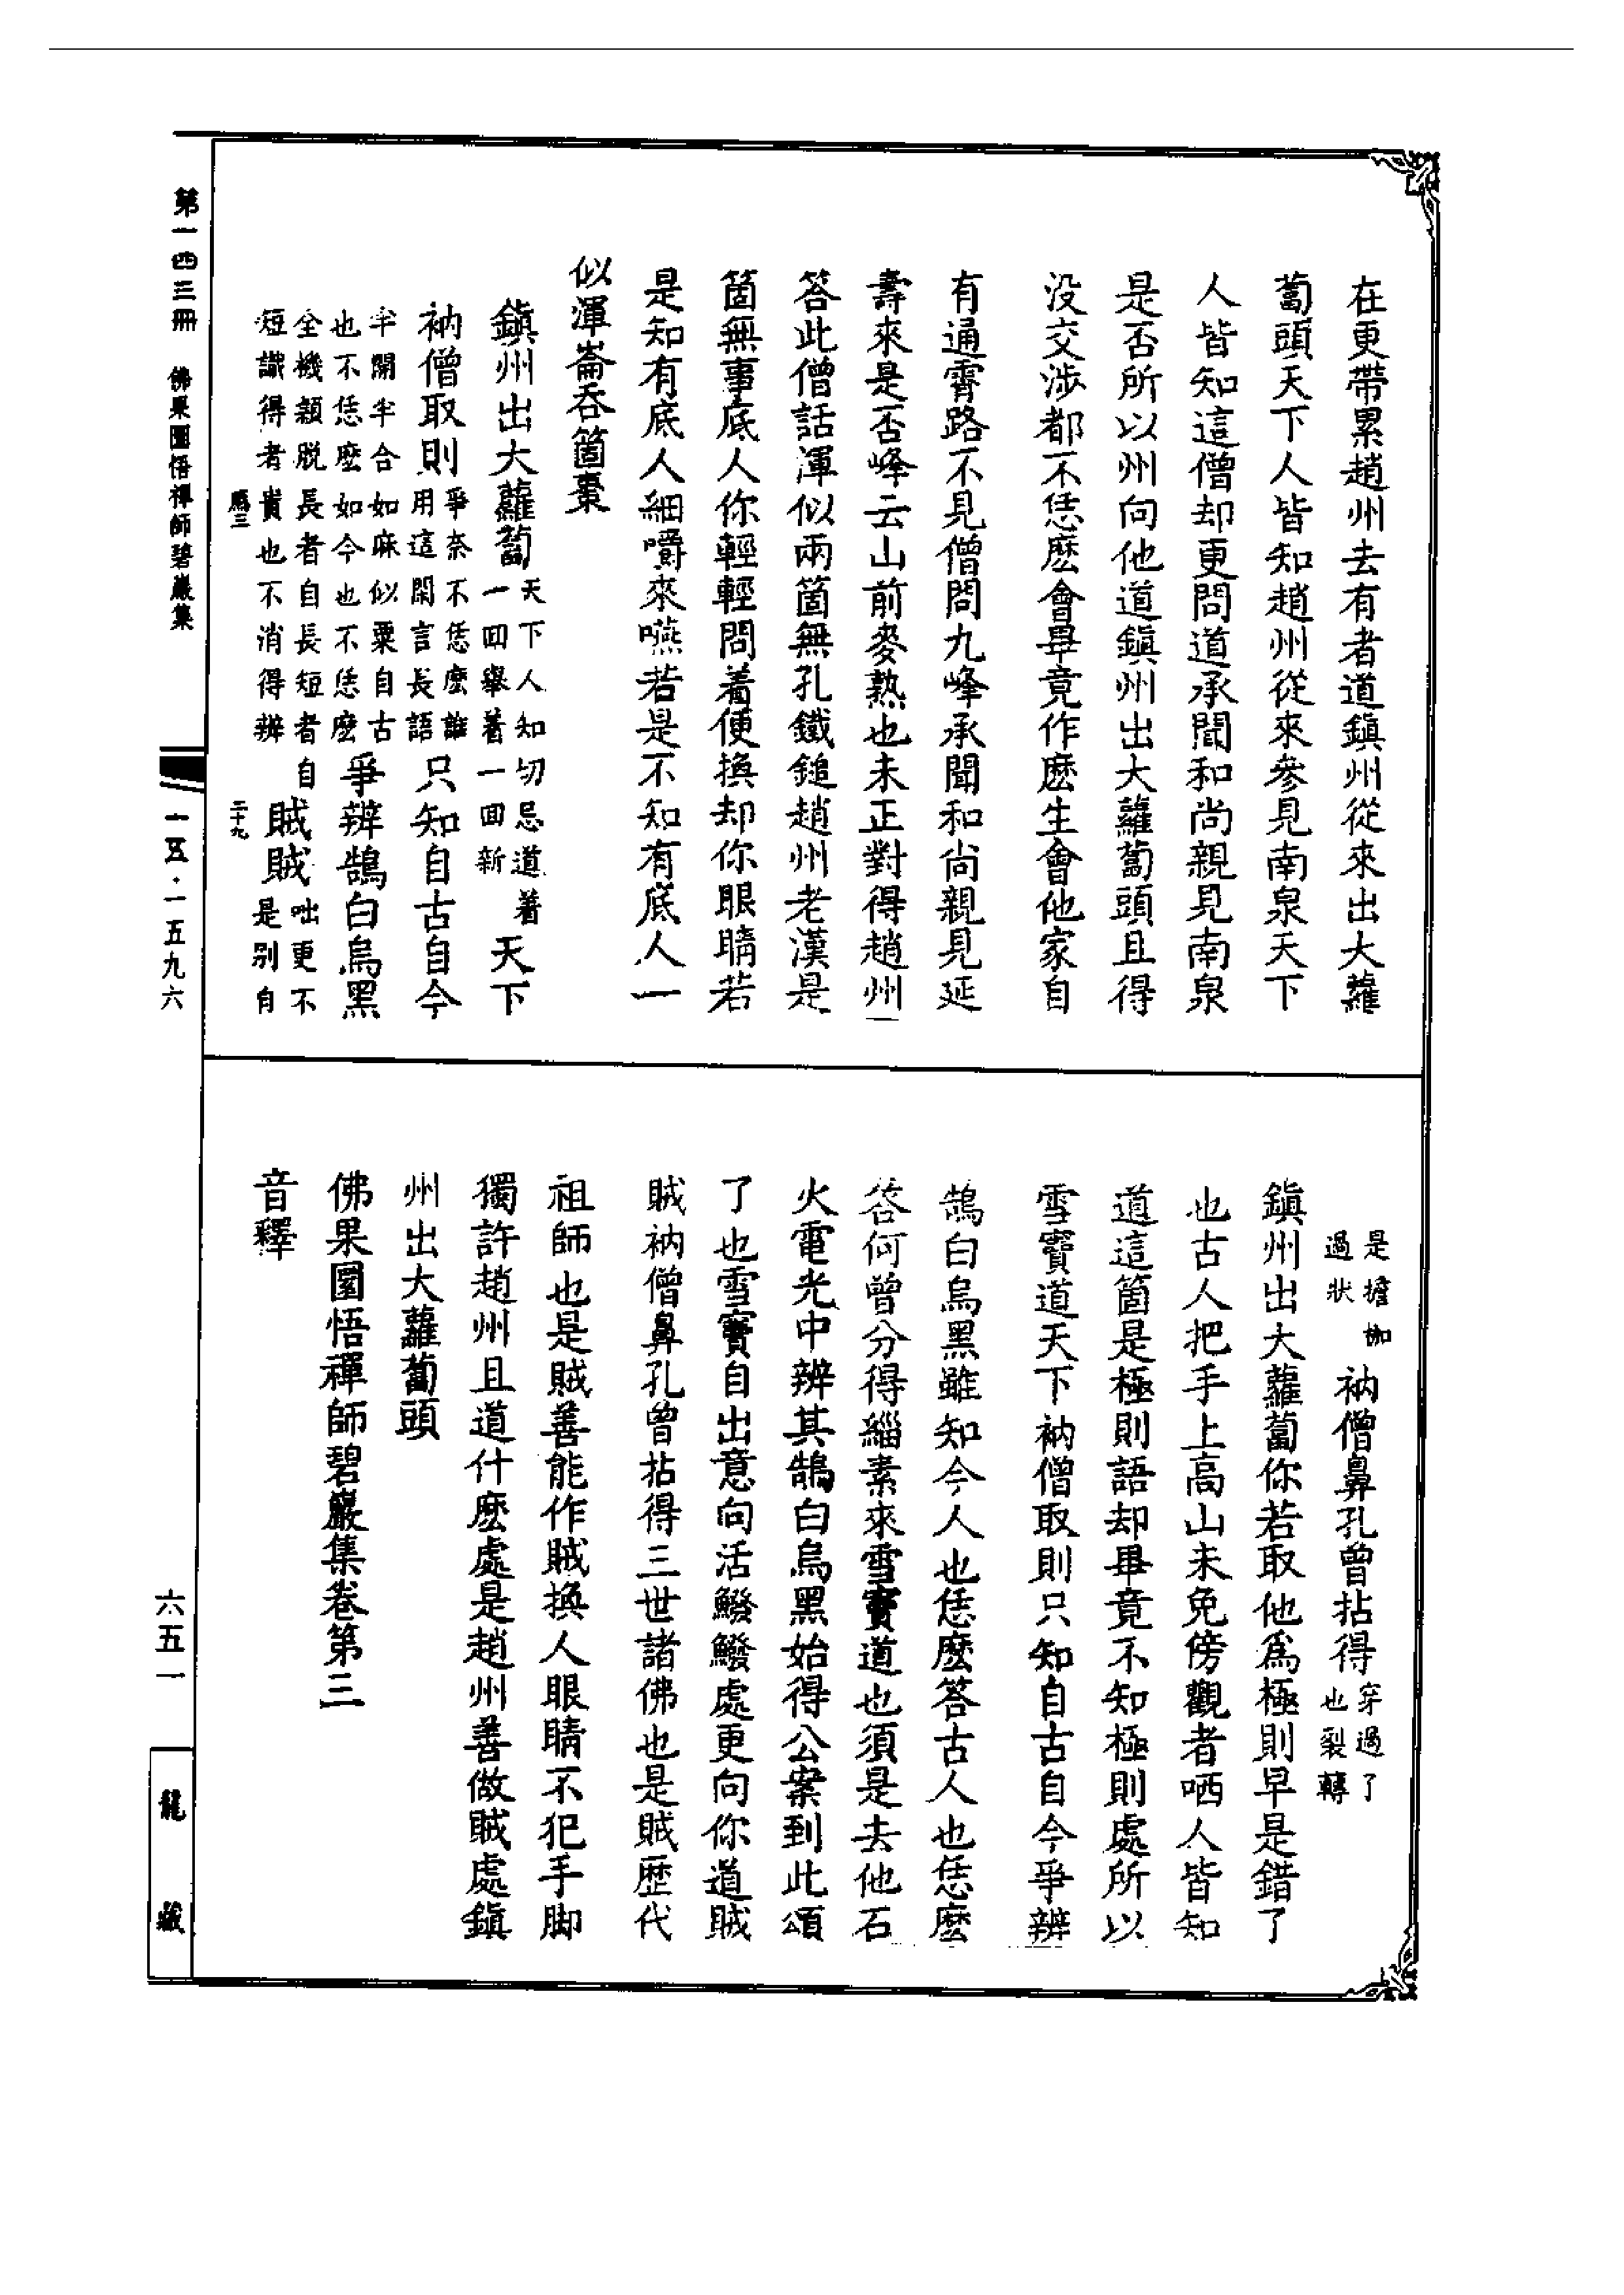 在更帶累趙州去有者道鎮州從來出大蘿
蔔頭天下人皆知趙州從來參見南泉天下
人皆知這僧却更問道承聞和尚親見南泉
是否所以州向他道鎮州出大蘿蔔頭且得
没交涉都不恁麽會畢竟作麽生會他家自
有通霄路不見僧問九峰承聞和尚親見延
壽來是否峰云山前麥熟也未正對得趙州
答此僧話渾似兩箇無孔鐵鎚趙州老漢是
箇無事底人你輕輕問着便換却你眼睛若
是知有底人細嚼來嚥若是不知有底人一
似渾崙吞箇棗
鎮州出大蘿蔔天下人知切忌道着一回舉着一回新天下
衲僧取則爭奈不恁麽誰用這閑言長語只知自古自今
半開半合如麻似粟自古也不恁麽如今也不恁麽爭辨鵠白烏黑
全機穎脱長者自長短者自短識得者貴也不消得辨賊賊咄更不是别自
是擔枷過狀衲僧鼻孔曾拈得穿過了也裂轉
鎮州出大蘿蔔你若取他爲極則早是錯了
也古人把手上高山未免傍觀者哂人皆知
道這箇是極則語却畢竟不知極則處所以
雪竇道天下衲僧取則只知自古自今爭辨
鵠白烏黑雖知今人也恁麽答古人也恁麽
答何曾分得緇素來雪竇道也須是去他石
火電光中辨其鵠白烏黑始得公案到此頌
了也雪竇自出意向活鱍鱍處更向你道賊
賊衲僧鼻孔曾拈得三世諸佛也是賊歴代
祖師也是賊善能作賊換人眼睛不犯手脚
獨許趙州且道什麽處是趙州善做賊處鎮
州出大蘿蔔頭
佛果圜悟禪師碧巖集卷第三
音釋
第一四三冊 佛果圜悟禪師碧巖集
一五·一五九六
六五一
龍藏
二十九